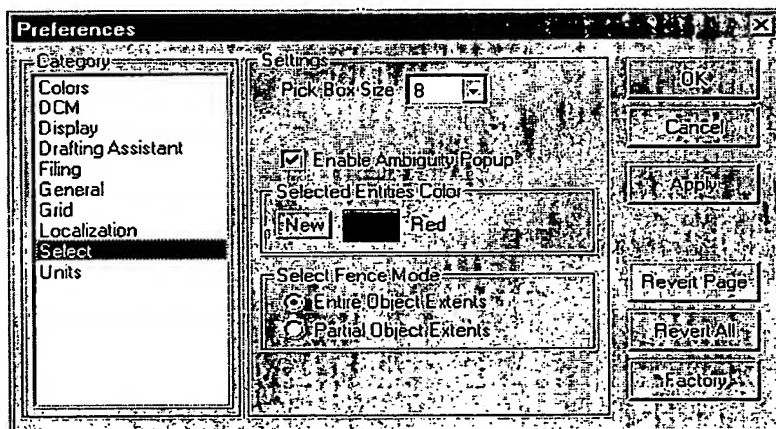 Preferences
Category
Colors
DCM
Display
Drafting Assistant
Filing
General
Grid
Localization
Select
Units
Settings
Pick Box Size 8
Enable Ambiguity Popup
Selected Entities Color
New Red
Select Fence Mode
Entire Object Extents
Partial Object Extents
OK
Cancel
Apply
Revert Page
Revert All
Factory